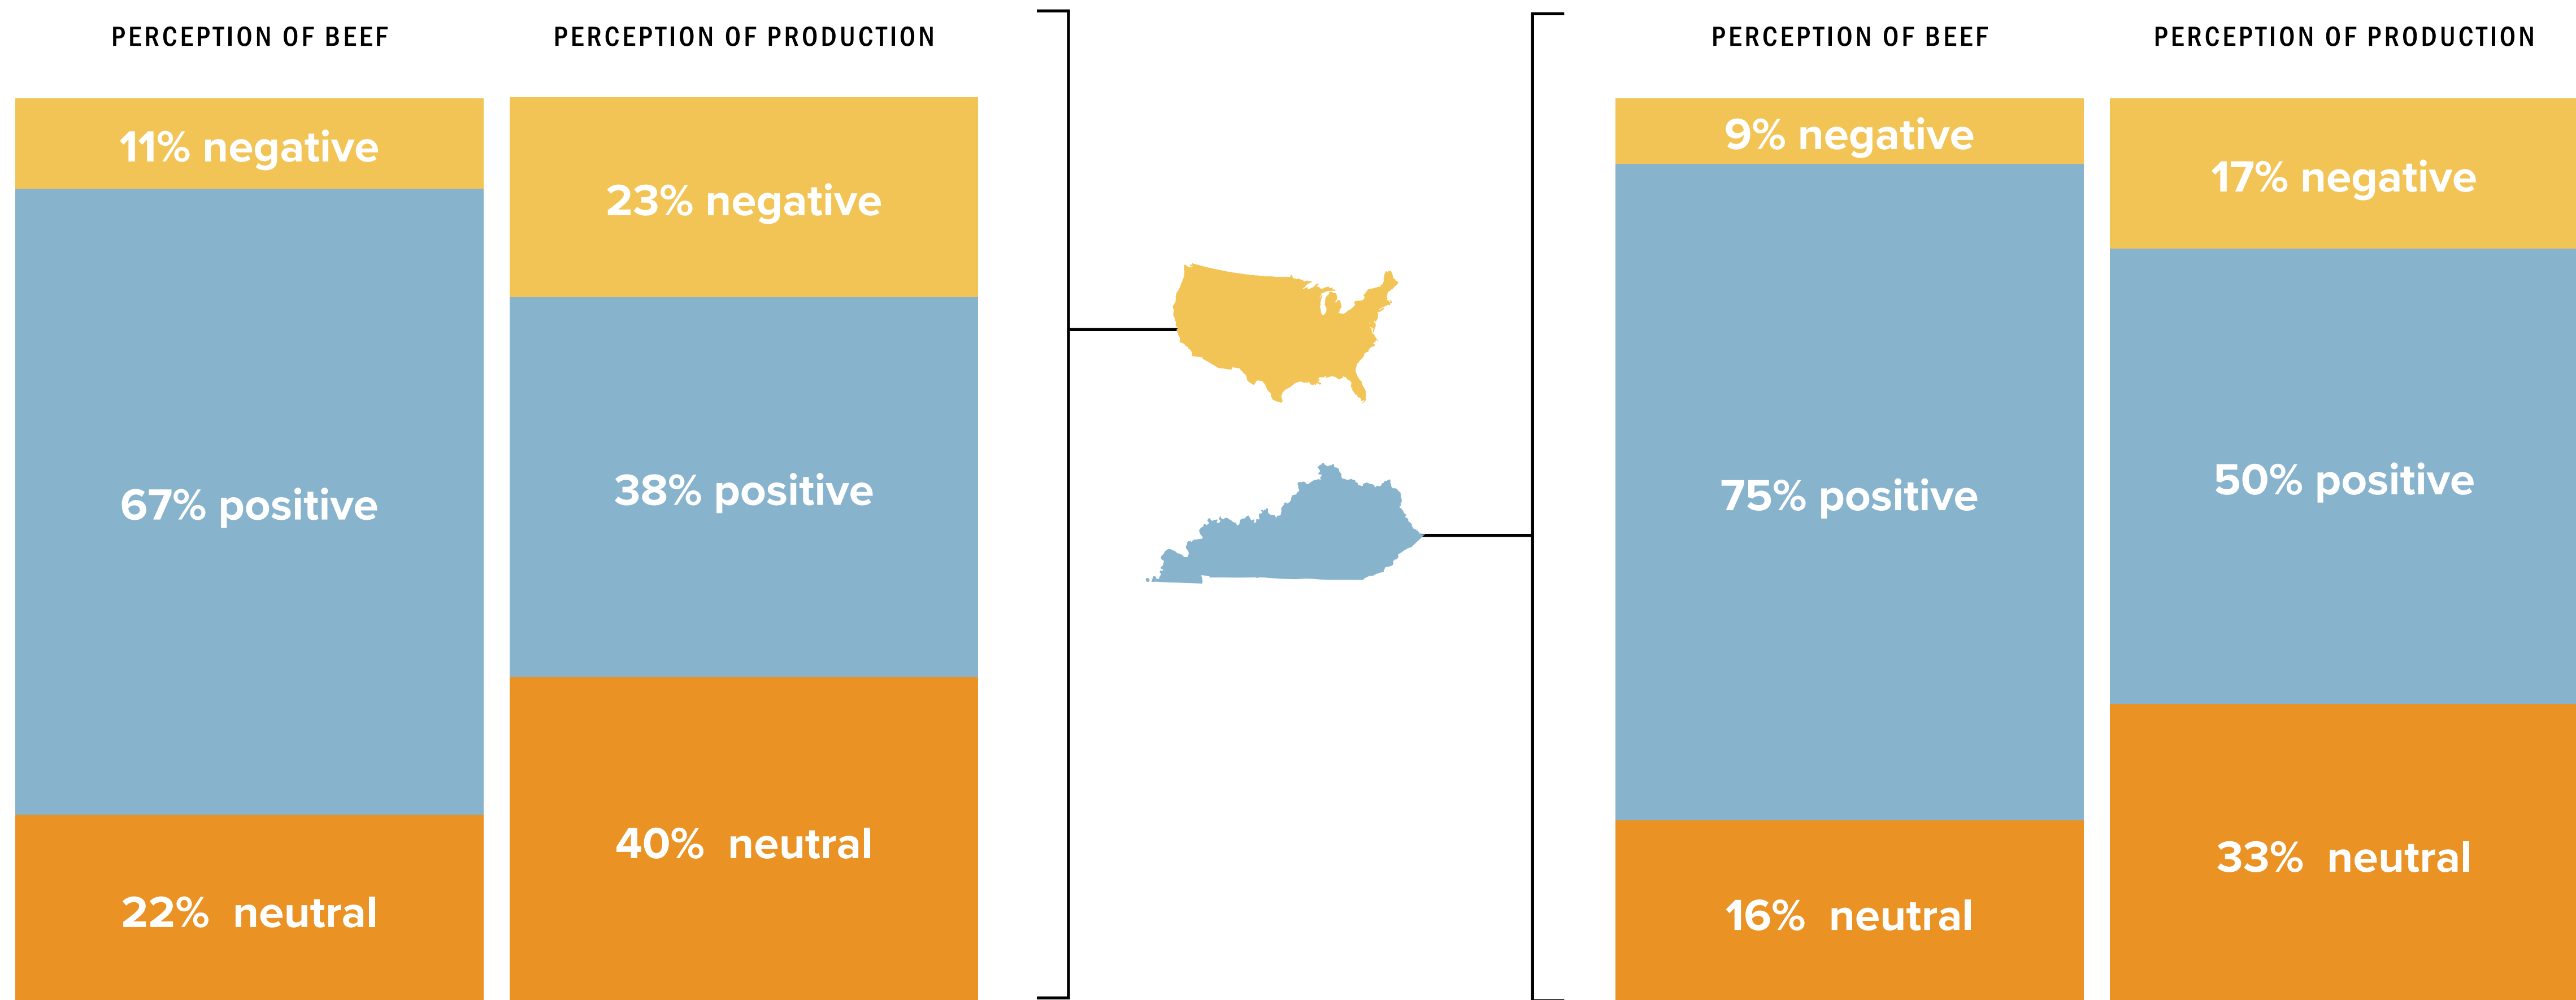 PERCEPTION OF BEEF
11% negative
67% positive
22% neutral
PERCEPTION OF PRODUCTION
23% negative
38% positive
40% neutral
PERCEPTION OF BEEF
9% negative
75% positive
16% neutral
PERCEPTION OF PRODUCTION
17% negative
50% positive
33% neutral